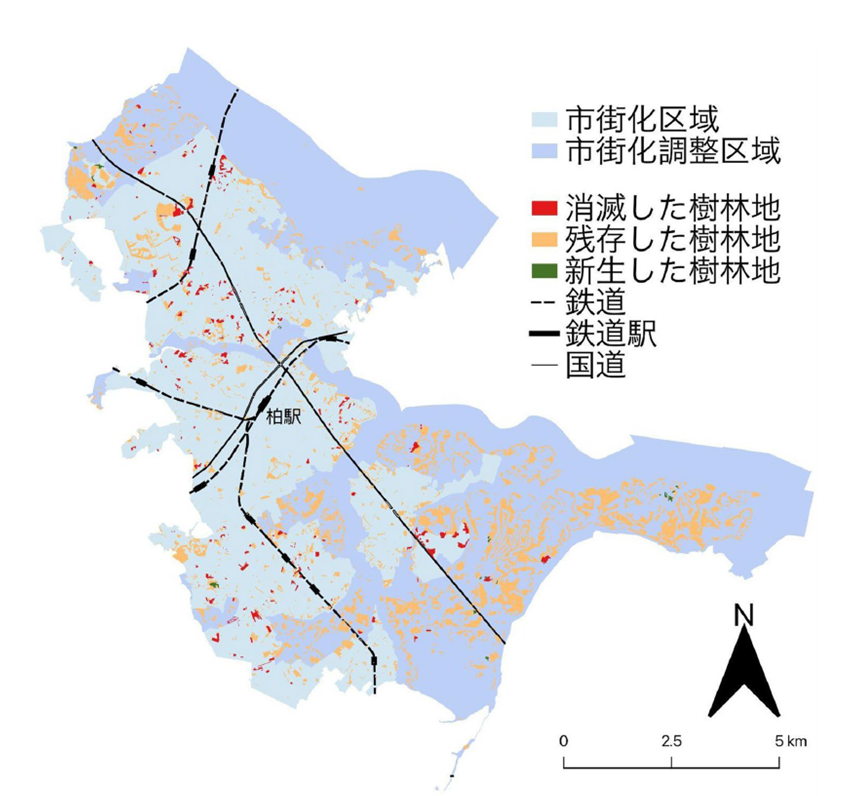 市街化区域
市街化調整区域
消滅した樹林地
残存した樹林地
新生した樹林地
鉄道
鉄道駅
国道
柏駅
N
0 2.5 5 km